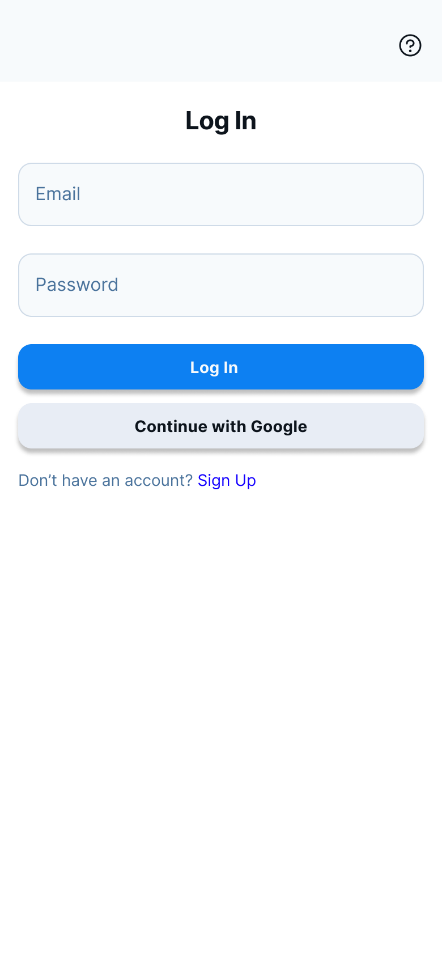 Log In
Email
Password
Log In
Continue with Google
Don’t have an account? Sign Up